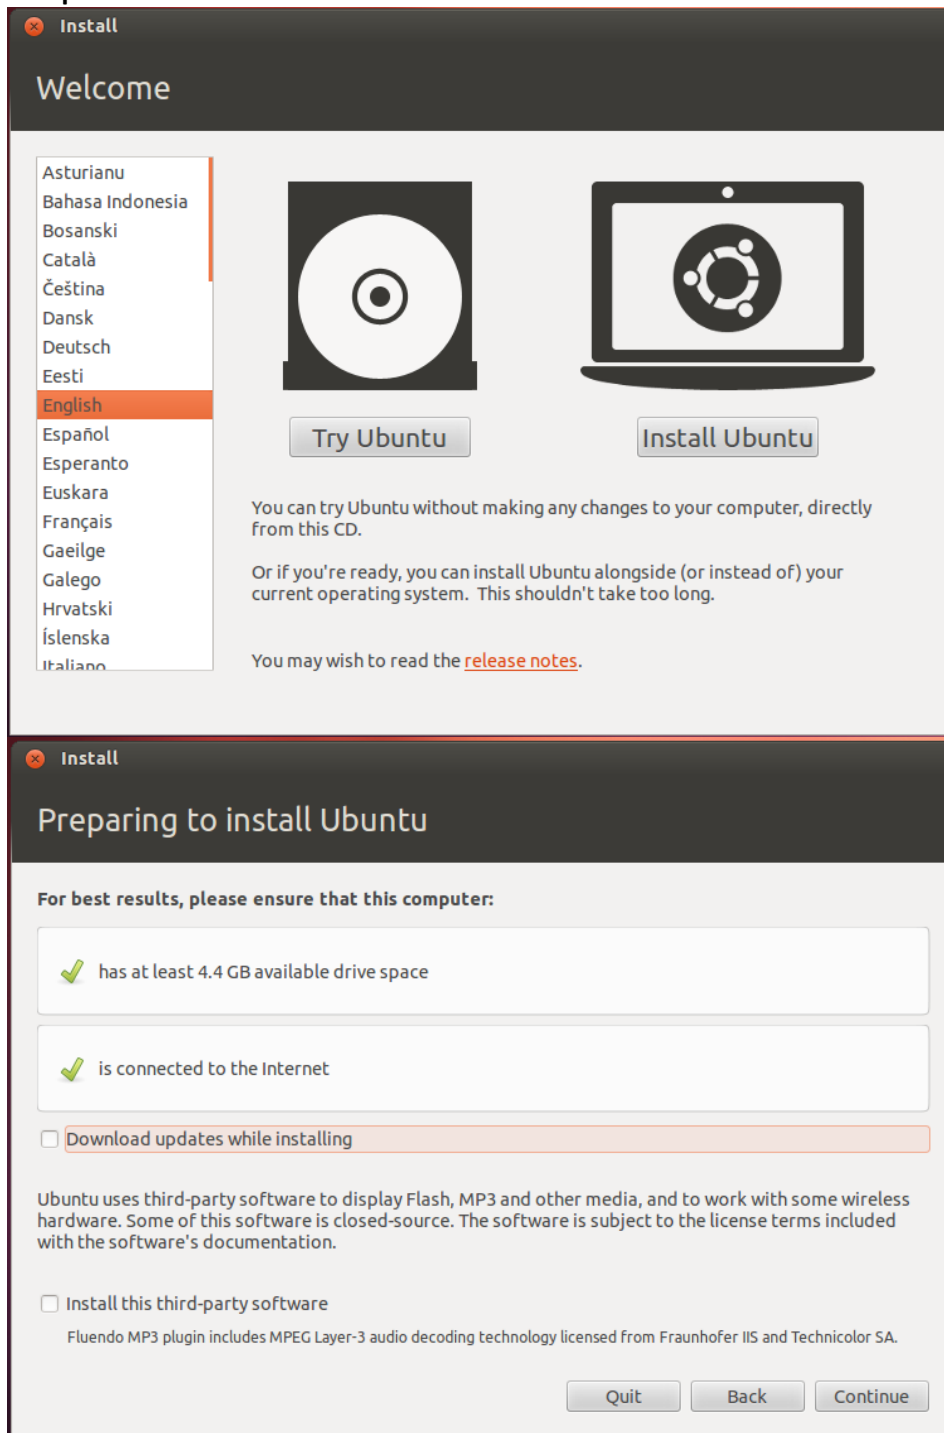 Install
Welcome
Asturianu
Bahasa Indonesia
Bosanski
Català
Čeština
Dansk
Deutsch
Eesti
English
Español
Esperanto
Euskara
Français
Gaeilge
Galego
Hrvatski
Íslenska
Italiano
Try Ubuntu
Install Ubuntu
You can try Ubuntu without making any changes to your computer, directly
from this CD.
Or if you're ready, you can install Ubuntu alongside (or instead of) your
current operating system. This shouldn't take too long.
You may wish to read the release notes.
Install
Preparing to install Ubuntu
For best results, please ensure that this computer:
has at least 4.4 GB available drive space
is connected to the Internet
Download updates while installing
Ubuntu uses third-party software to display Flash, MP3 and other media, and to work with some wireless
hardware. Some of this software is closed-source. The software is subject to the license terms included
with the software's documentation.
Install this third-party software
Fluendo MP3 plugin includes MPEG Layer-3 audio decoding technology licensed from Fraunhofer IIS and Technicolor SA.
Quit
Back
Continue